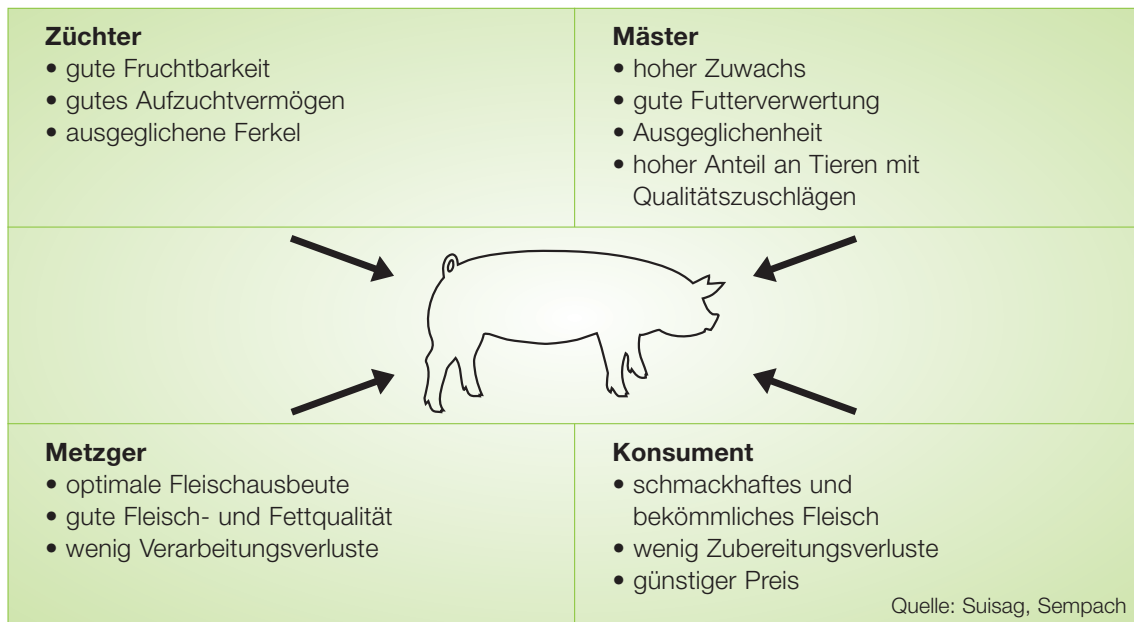 Züchter
• gute Fruchtbarkeit
• gutes Aufzuchtvermögen
• ausgeglichene Ferkel
Mäster
• hoher Zuwachs
• gute Futterverwertung
• Ausgeglichenheit
• hoher Anteil an Tieren mit
Qualitätszuschlägen
Metzger
• optimale Fleischausbeute
• gute Fleisch- und Fettqualität
• wenig Verarbeitungsverluste
Konsument
• schmackhaftes und
bekömmliches Fleisch
• wenig Zubereitungsverluste
• günstiger Preis
Quelle: Suisag, Sempach